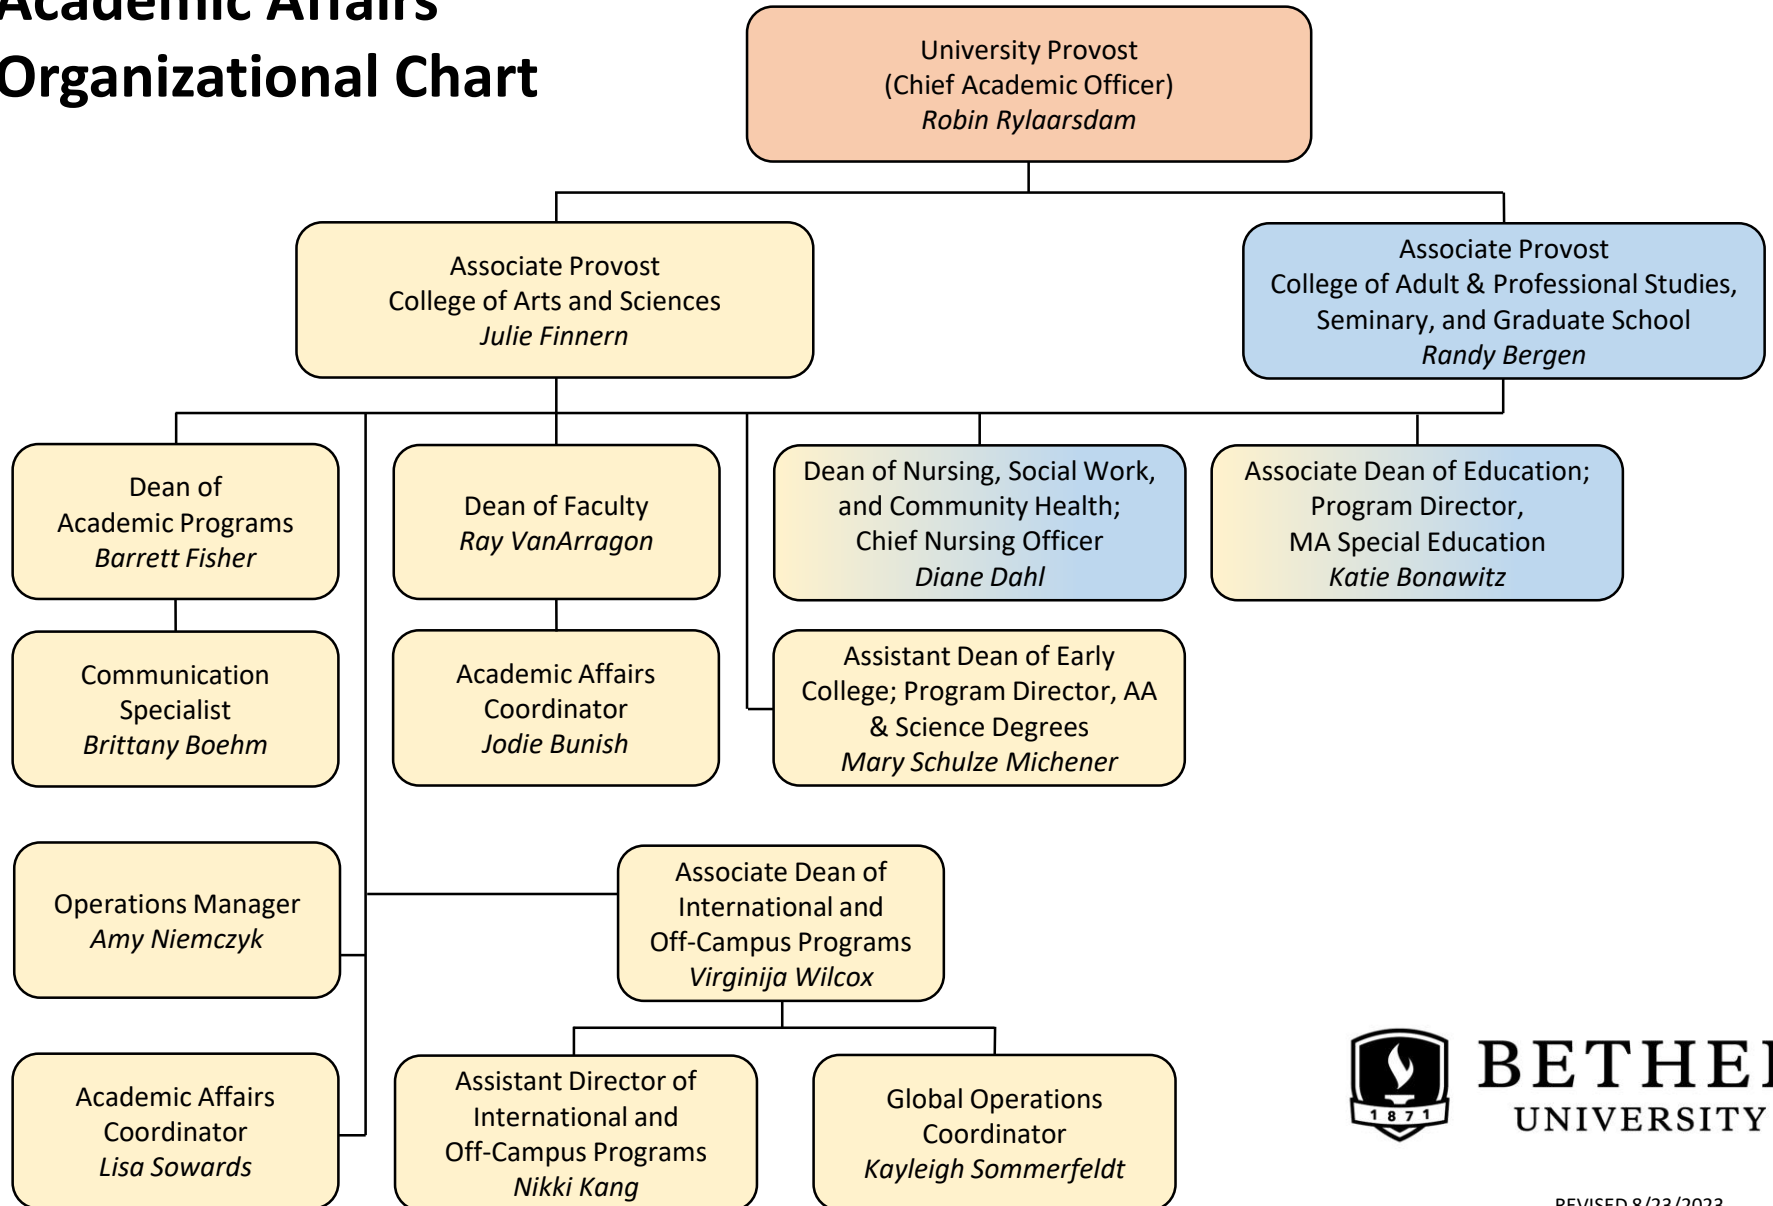 Academic Affairs
Organizational Chart
University Provost
(Chief Academic Officer)
Robin Rylaarsdam
Associate Provost
College of Arts and Sciences
Julie Finnern
Associate Provost
College of Adult & Professional Studies,
Seminary, and Graduate School
Randy Bergen
Dean of
Academic Programs
Barrett Fisher
Dean of Faculty
Ray VanArragon
Dean of Nursing, Social Work,
and Community Health;
Chief Nursing Officer
Diane Dahl
Associate Dean of Education;
Program Director,
MA Special Education
Katie Bonawitz
Communication
Specialist
Brittany Boehm
Academic Affairs
Coordinator
Jodie Bunish
Assistant Dean of Early
College; Program Director, AA
& Science Degrees
Mary Schulze Michener
Operations Manager
Amy Niemczyk
Associate Dean of
International and
Off-Campus Programs
Virginija Wilcox
Academic Affairs
Coordinator
Lisa Sowards
Assistant Director of
International and
Off-Campus Programs
Nikki Kang
Global Operations
Coordinator
Kayleigh Sommerfeldt
1871
BETHEL
UNIVERSITY
REVISED 8/23/2023